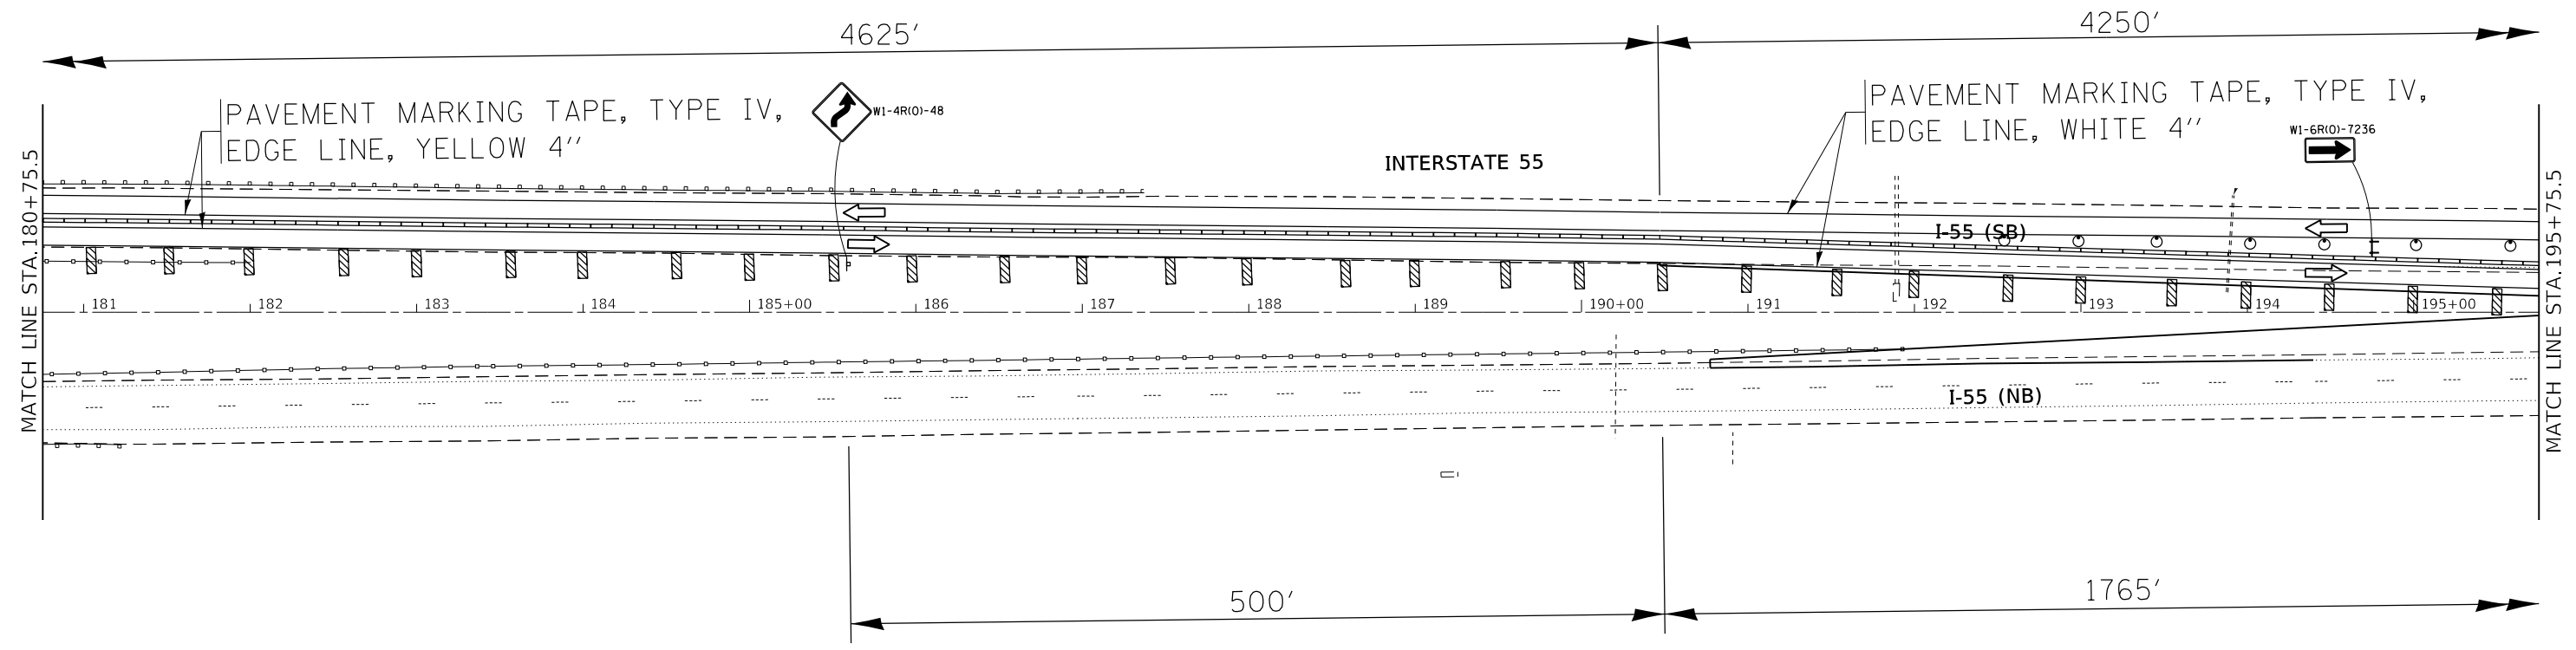 4625'
4250'
PAVEMENT MARKING TAPE, TYPE IV,
EDGE LINE, YELLOW 4"
W1-4R(O)-48
PAVEMENT MARKING TAPE, TYPE IV,
EDGE LINE, WHITE 4"
W1-6R(O)-7236
INTERSTATE 55
MATCH LINE STA.180+75.5
MATCH LINE STA.195+75.5
I-55 (SB)
181 182 183 184 185+00 186 187 188 189 190+00 191 192 193 194 195+00
I-55 (NB)
500'
1765'